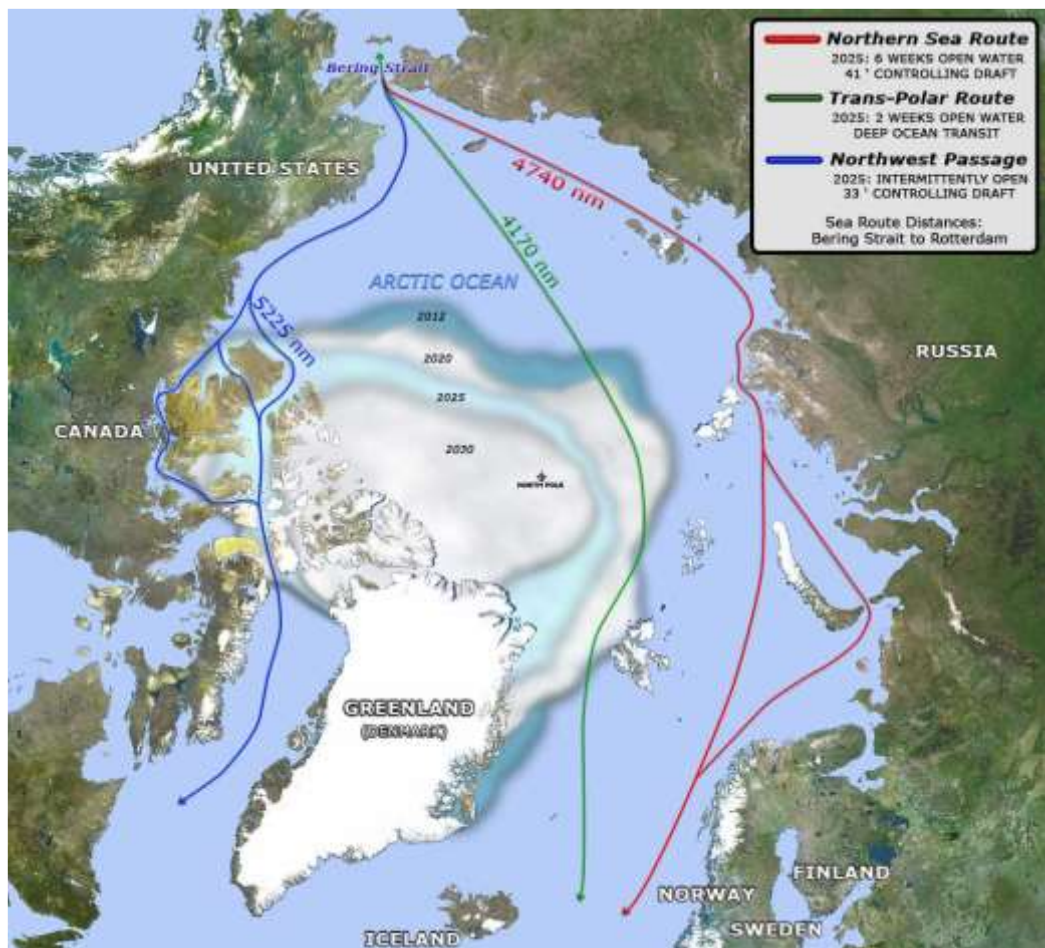 Northern Sea Route
2025: 6 WEEKS OPEN WATER
41 ' CONTROLLING DRAFT
Trans-Polar Route
2025: 2 WEEKS OPEN WATER
DEEP OCEAN TRANSIT
Northwest Passage
2025: INTERMITTENTLY OPEN
33 ' CONTROLLING DRAFT
Sea Route Distances:
Bering Strait to Rotterdam
Bering Strait
UNITED STATES
4740 nm
4170 nm
ARCTIC OCEAN
5225 nm
2012
2020
RUSSIA
2025
CANADA
2030
NORTH POLE
GREENLAND
(DENMARK)
FINLAND
NORWAY
SWEDEN
ICELAND